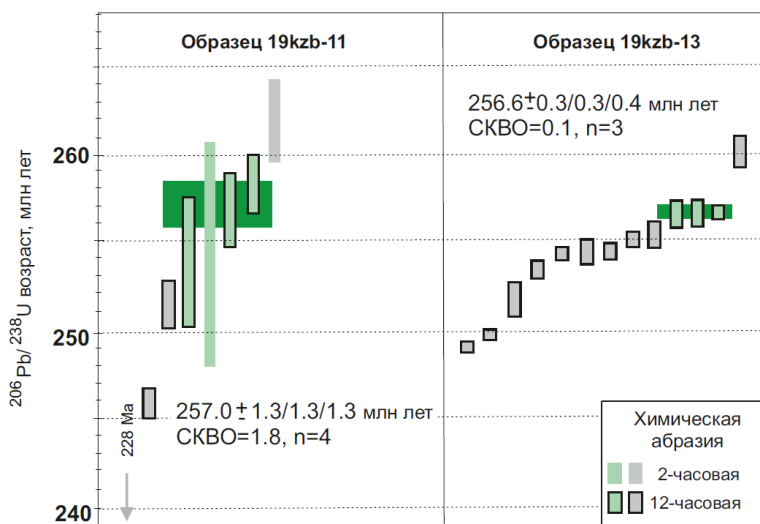 Образец 19kzb-11
Образец 19kzb-13
256.6±0.3/0.3/0.4 млн лет
СКВО=0.1, n=3
260
250
240
206Pb/238U возраст, млн лет
228 Ma
257.0±1.3/1.3/1.3 млн лет
СКВО=1.8, n=4
Химическая
абразия
2-часовая
12-часовая